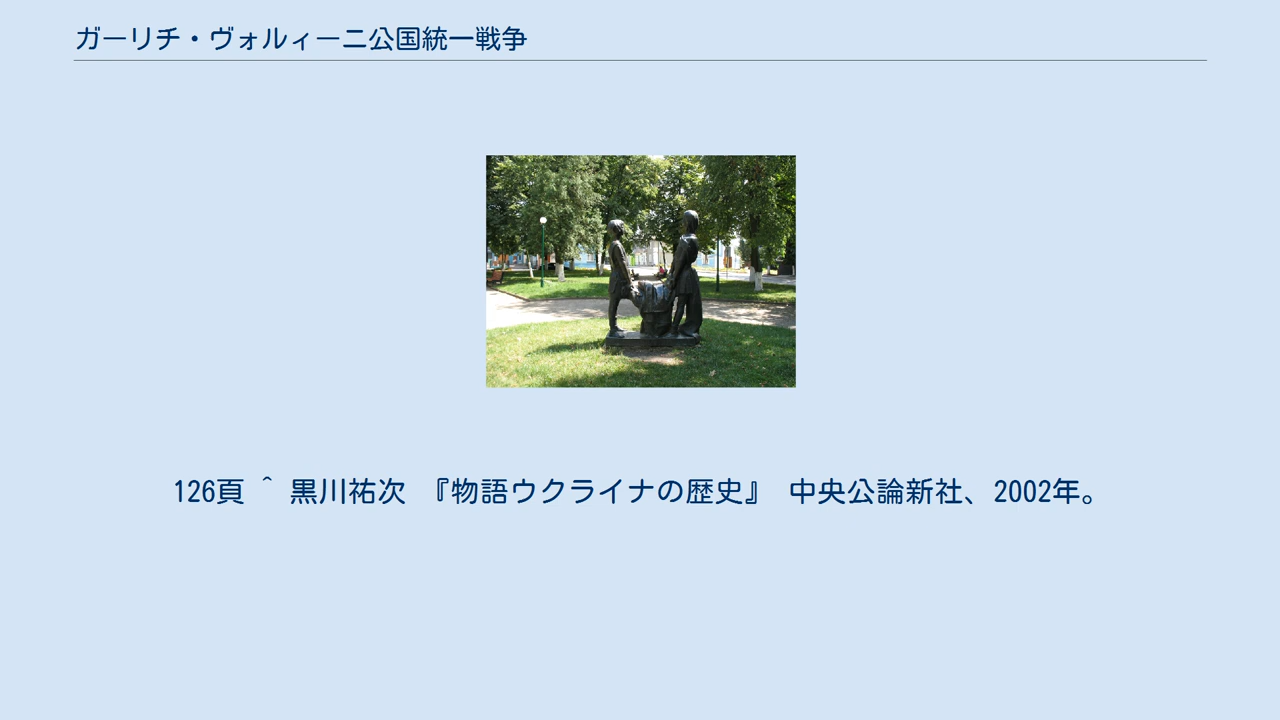 ガーリチ・ヴォルィーニ公国統一戦争
126頁 ^ 黒川祐次 『物語ウクライナの歴史』 中央公論新社、2002年。